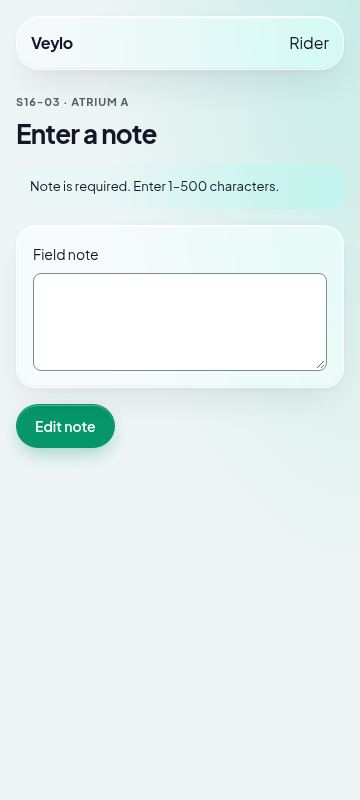 Veylo
Rider
S16-03 · ATRIUM A
Enter a note
Note is required. Enter 1–500 characters.
Field note
Edit note